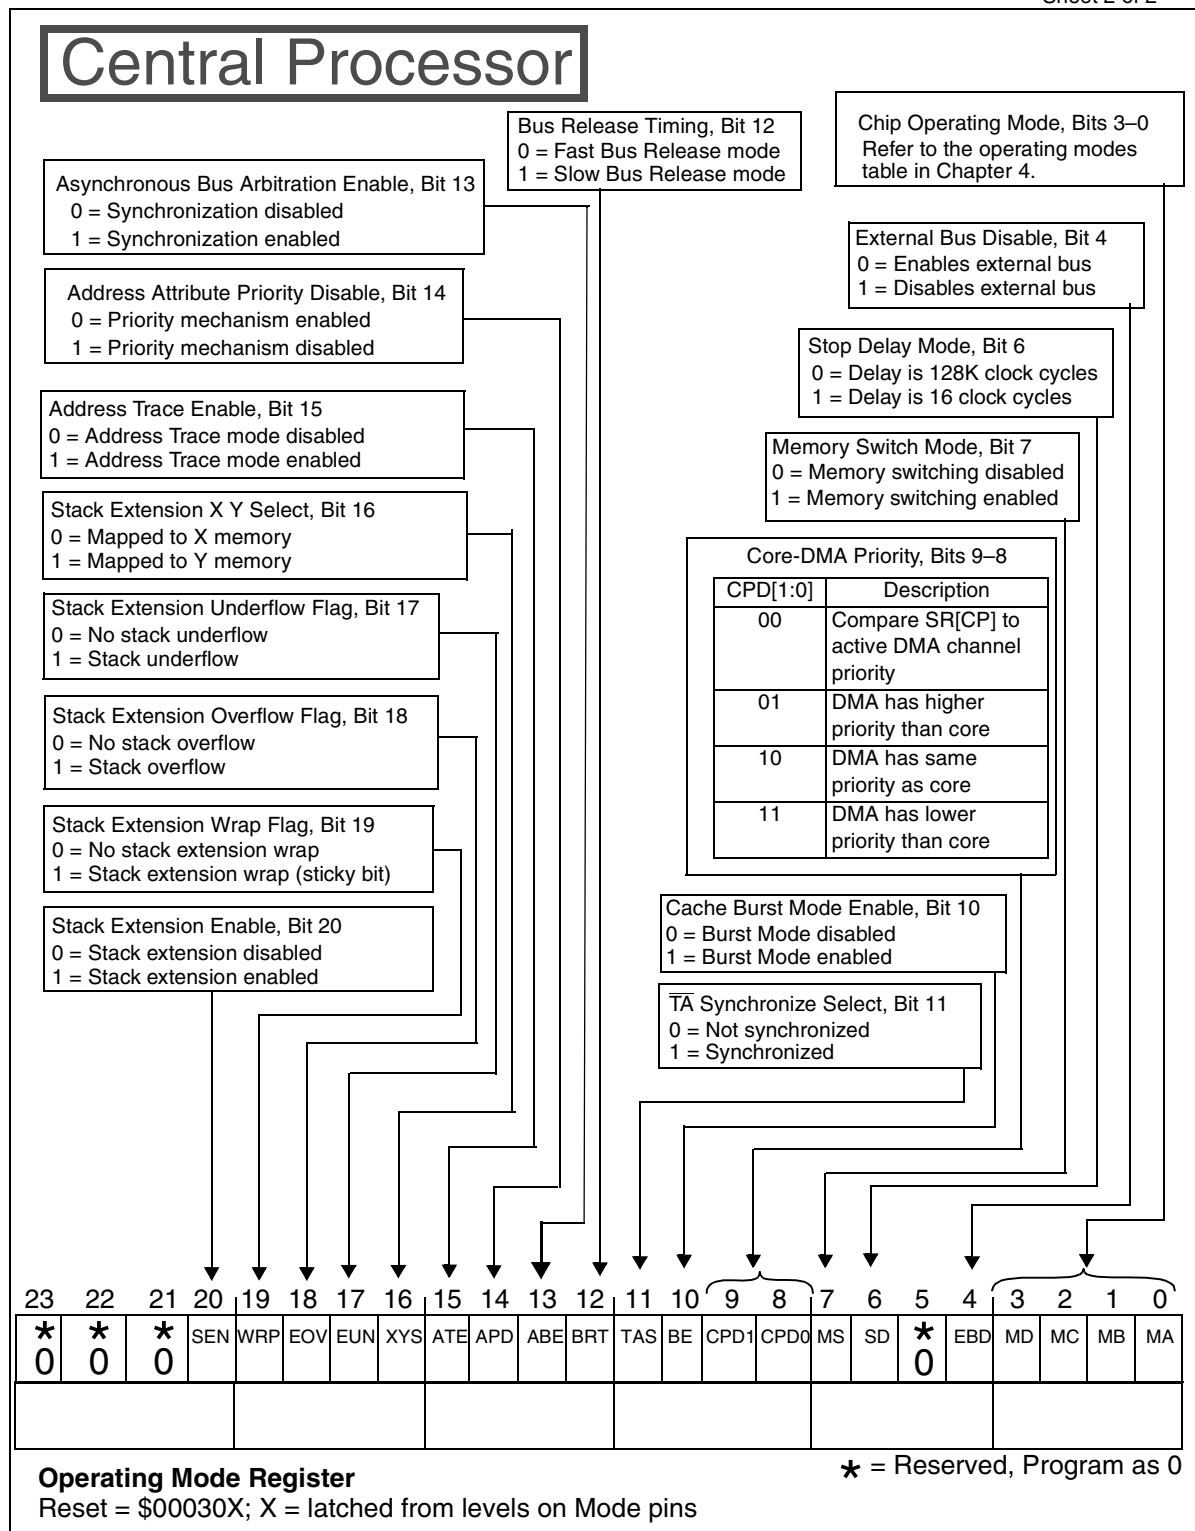 Central Processor
Bus Release Timing, Bit 12
0 = Fast Bus Release mode
1 = Slow Bus Release mode
Chip Operating Mode, Bits 3–0
Refer to the operating modes
table in Chapter 4.
Asynchronous Bus Arbitration Enable, Bit 13
0 = Synchronization disabled
1 = Synchronization enabled
External Bus Disable, Bit 4
0 = Enables external bus
1 = Disables external bus
Address Attribute Priority Disable, Bit 14
0 = Priority mechanism enabled
1 = Priority mechanism disabled
Stop Delay Mode, Bit 6
0 = Delay is 128K clock cycles
1 = Delay is 16 clock cycles
Address Trace Enable, Bit 15
0 = Address Trace mode disabled
1 = Address Trace mode enabled
Memory Switch Mode, Bit 7
0 = Memory switching disabled
1 = Memory switching enabled
Stack Extension X Y Select, Bit 16
0 = Mapped to X memory
1 = Mapped to Y memory
Core-DMA Priority, Bits 9–8
CPD[1:0] Description
00 Compare SR[CP] to
active DMA channel
priority
01 DMA has higher
priority than core
10 DMA has same
priority as core
11 DMA has lower
priority than core
Stack Extension Underflow Flag, Bit 17
0 = No stack underflow
1 = Stack underflow
Stack Extension Overflow Flag, Bit 18
0 = No stack overflow
1 = Stack overflow
Stack Extension Wrap Flag, Bit 19
0 = No stack extension wrap
1 = Stack extension wrap (sticky bit)
Stack Extension Enable, Bit 20
0 = Stack extension disabled
1 = Stack extension enabled
Cache Burst Mode Enable, Bit 10
0 = Burst Mode disabled
1 = Burst Mode enabled
TA Synchronize Select, Bit 11
0 = Not synchronized
1 = Synchronized
23 22 21 20 19 18 17 16 15 14 13 12 11 10 9 8 7 6 5 4 3 2 1 0
* * * SEN WRP EOV EUN XYS ATE APD ABE BRT TAS BE CPD1 CPD0 MS SD * EBD MD MC MB MA
0 0 0 0
Operating Mode Register
* = Reserved, Program as 0
Reset = $00030X; X = latched from levels on Mode pins